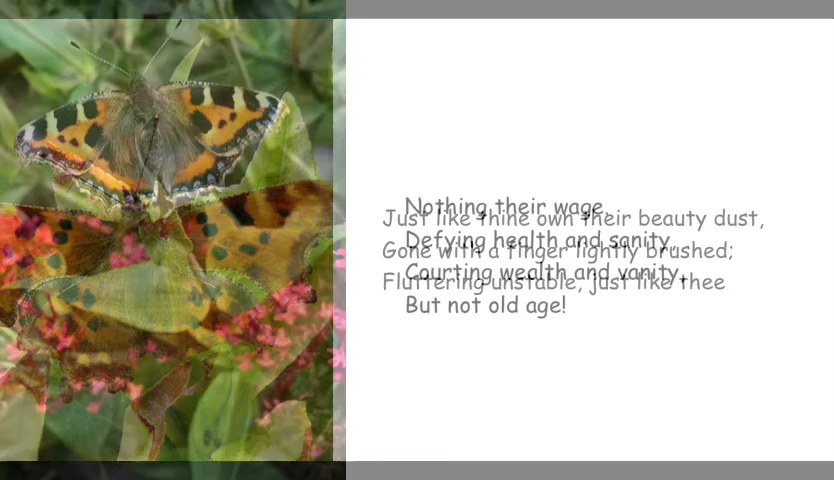 Nothing their wage,
Defying health and sanity,
Courting wealth and vanity,
But not old age!
Just like thine own their beauty dust,
Gone with a finger lightly brushed;
Fluttering unstable, just like thee